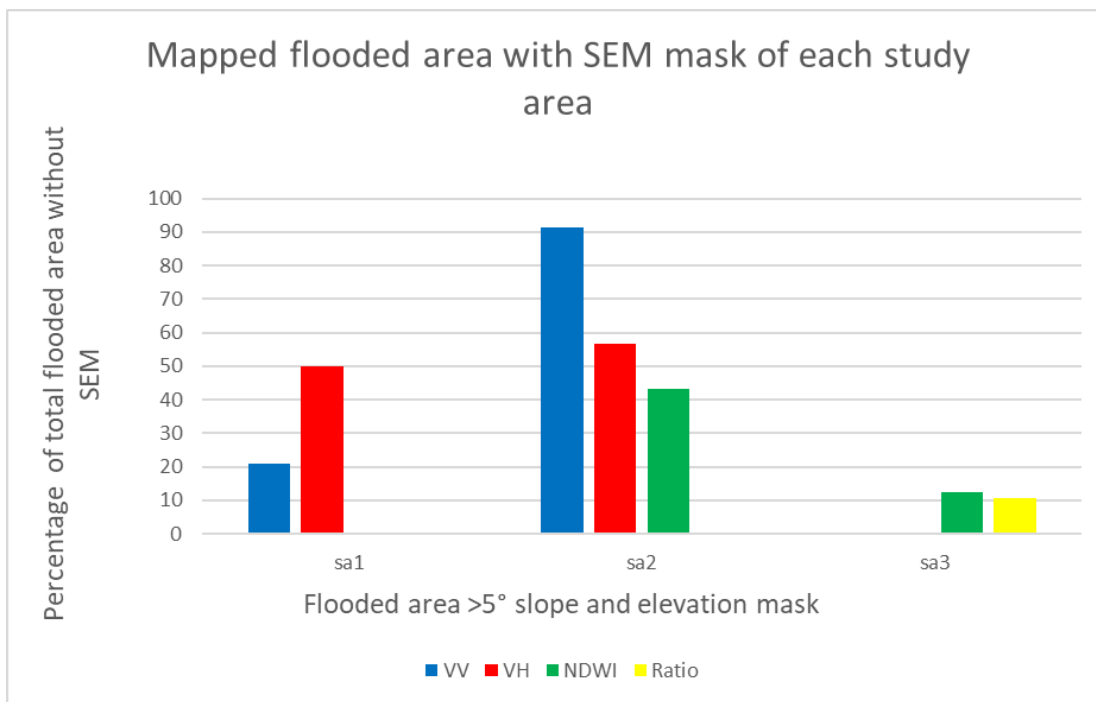 Mapped flooded area with SEM mask of each study
area
Percentage of total flooded area without
SEM
100
90
80
70
60
50
40
30
20
10
0
sa1 sa2 sa3
Flooded area >5° slope and elevation mask
VV VH NDWI Ratio